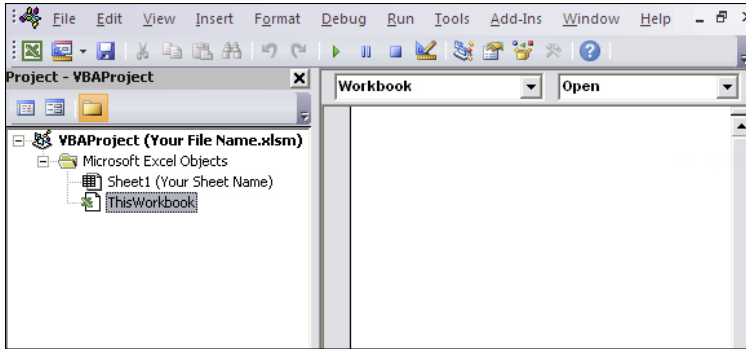 File Edit View Insert Format Debug Run Tools Add-Ins Window Help
Project - VBAProject
Workbook Open
VBAProject (Your File Name.xlsm)
Microsoft Excel Objects
Sheet1 (Your Sheet Name)
ThisWorkbook